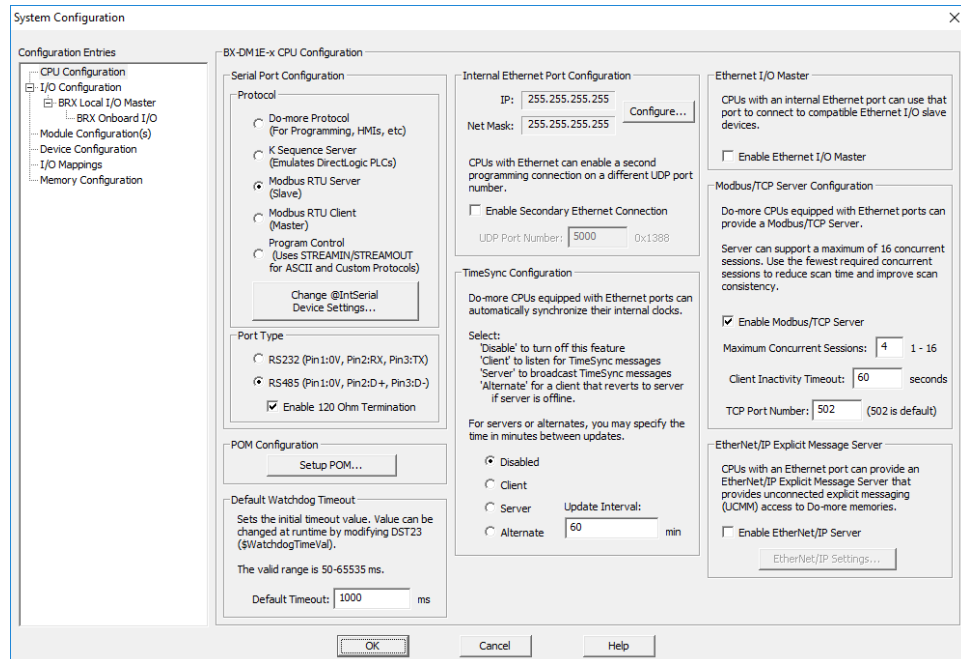 System Configuration
Configuration Entries
CPU Configuration
I/O Configuration
BRX Local I/O Master
BRX Onboard I/O
Module Configuration(s)
Device Configuration
I/O Mappings
Memory Configuration
BX-DM1E-x CPU Configuration
Serial Port Configuration
Protocol
Do-more Protocol
(For Programming, HMIs, etc)
K Sequence Server
(Emulates DirectLogic PLCs)
Modbus RTU Server
(Slave)
Modbus RTU Client
(Master)
Program Control
(Uses STREAMIN/STREAMOUT
for ASCII and Custom Protocols)
Change @IntSerial
Device Settings...
Port Type
RS232 (Pin1:0V, Pin2:RX, Pin3:TX)
RS485 (Pin1:0V, Pin2:D+, Pin3:D-)
Enable 120 Ohm Termination
POM Configuration
Setup POM...
Default Watchdog Timeout
Sets the initial timeout value. Value can be
changed at runtime by modifying DST23
($WatchdogTimeVal).
The valid range is 50-65535 ms.
Default Timeout: 1000 ms
Internal Ethernet Port Configuration
IP: 255.255.255.255
Configure...
Net Mask: 255.255.255.255
CPUs with Ethernet can enable a second
programming connection on a different UDP port
number.
Enable Secondary Ethernet Connection
UDP Port Number: 5000 0x1388
TimeSync Configuration
Do-more CPUs equipped with Ethernet ports can
automatically synchronize their internal clocks.
Select:
'Disable' to turn off this feature
'Client' to listen for TimeSync messages
'Server' to broadcast TimeSync messages
'Alternate' for a client that reverts to server
if server is offline.
For servers or alternates, you may specify the
time in minutes between updates.
Disabled
Client
Server Update Interval:
Alternate 60 min
Ethernet I/O Master
CPUs with an internal Ethernet port can use that
port to connect to compatible Ethernet I/O slave
devices.
Enable Ethernet I/O Master
Modbus/TCP Server Configuration
Do-more CPUs equipped with Ethernet ports can
provide a Modbus/TCP Server.
Server can support a maximum of 16 concurrent
sessions. Use the fewest required concurrent
sessions to reduce scan time and improve scan
consistency.
Enable Modbus/TCP Server
Maximum Concurrent Sessions: 4 1 - 16
Client Inactivity Timeout: 60 seconds
TCP Port Number: 502 (502 is default)
EtherNet/IP Explicit Message Server
CPUs with an Ethernet port can provide an
EtherNet/IP Explicit Message Server that
provides unconnected explicit messaging
(UCMM) access to Do-more memories.
Enable EtherNet/IP Server
EtherNet/IP Settings...
OK
Cancel
Help